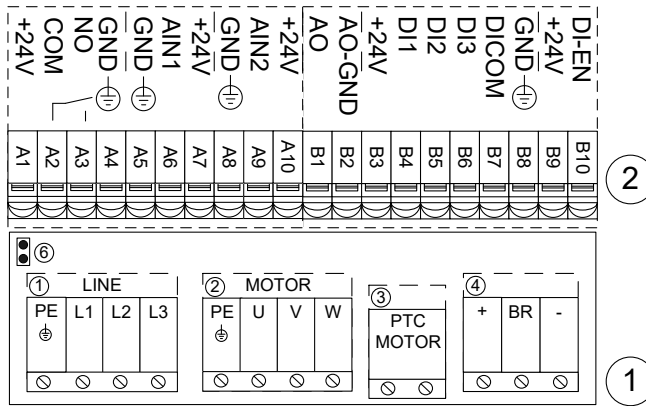 +24V COM NO GND GND AIN1 +24V GND AIN2 +24V AO AO-GND +24V DI1 DI2 DI3 DICOM GND +24V DI-EN
A1 A2 A3 A4 A5 A6 A7 A8 A9 A10 B1 B2 B3 B4 B5 B6 B7 B8 B9 B10
2
6
1 LINE
PE L1 L2 L3
2 MOTOR
PE U V W
3
PTC
MOTOR
4
+ BR -
1